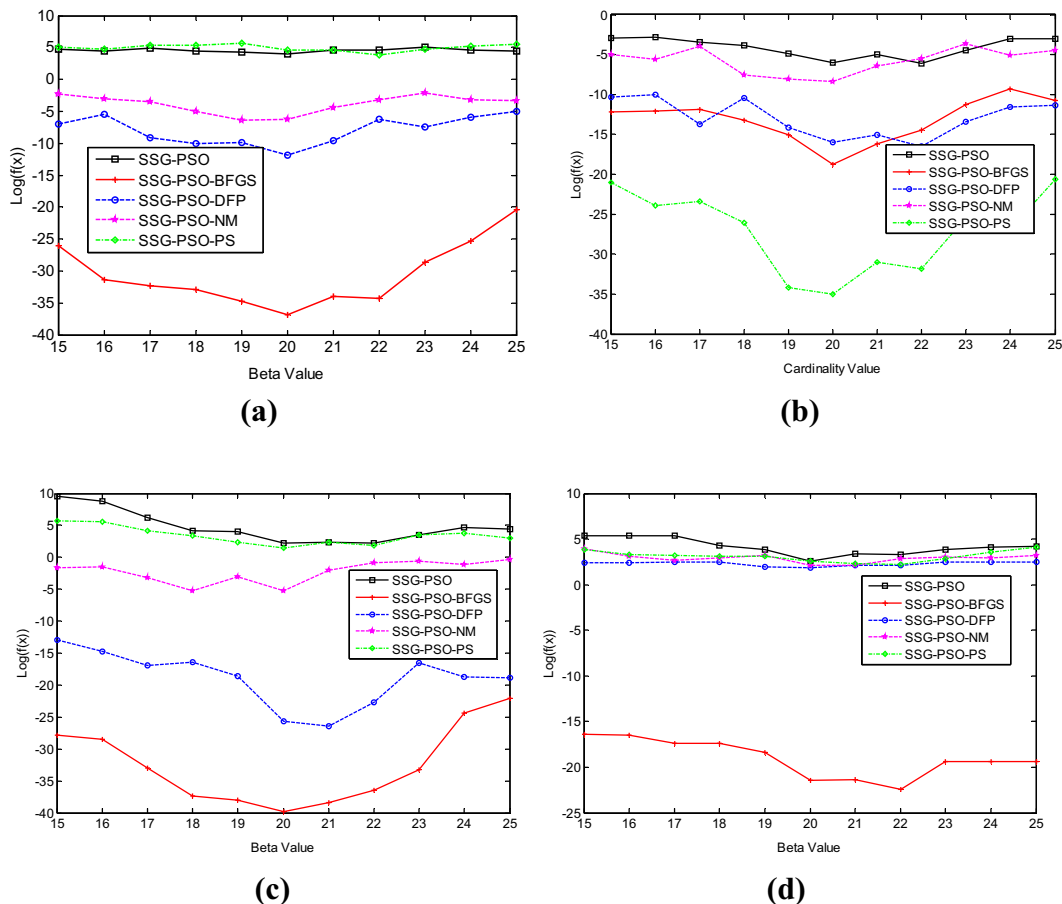 10
5
0
-5
-10
-15
-20
-25
-30
-35
-40
Log(f(x))
SSG-PSO
SSG-PSO-BFGS
SSG-PSO-DFP
SSG-PSO-NM
SSG-PSO-PS
15 16 17 18 19 20 21 22 23 24 25
Beta Value
(a)
0
-5
-10
-15
-20
-25
-30
-35
-40
Log(f(x))
SSG-PSO
SSG-PSO-BFGS
SSG-PSO-DFP
SSG-PSO-NM
SSG-PSO-PS
15 16 17 18 19 20 21 22 23 24 25
Cardinality Value
(b)
10
5
0
-5
-10
-15
-20
-25
-30
-35
-40
Log(f(x))
SSG-PSO
SSG-PSO-BFGS
SSG-PSO-DFP
SSG-PSO-NM
SSG-PSO-PS
15 16 17 18 19 20 21 22 23 24 25
Beta Value
(c)
10
5
0
-5
-10
-15
-20
-25
Log(f(x))
SSG-PSO
SSG-PSO-BFGS
SSG-PSO-DFP
SSG-PSO-NM
SSG-PSO-PS
15 16 17 18 19 20 21 22 23 24 25
Beta Value
(d)